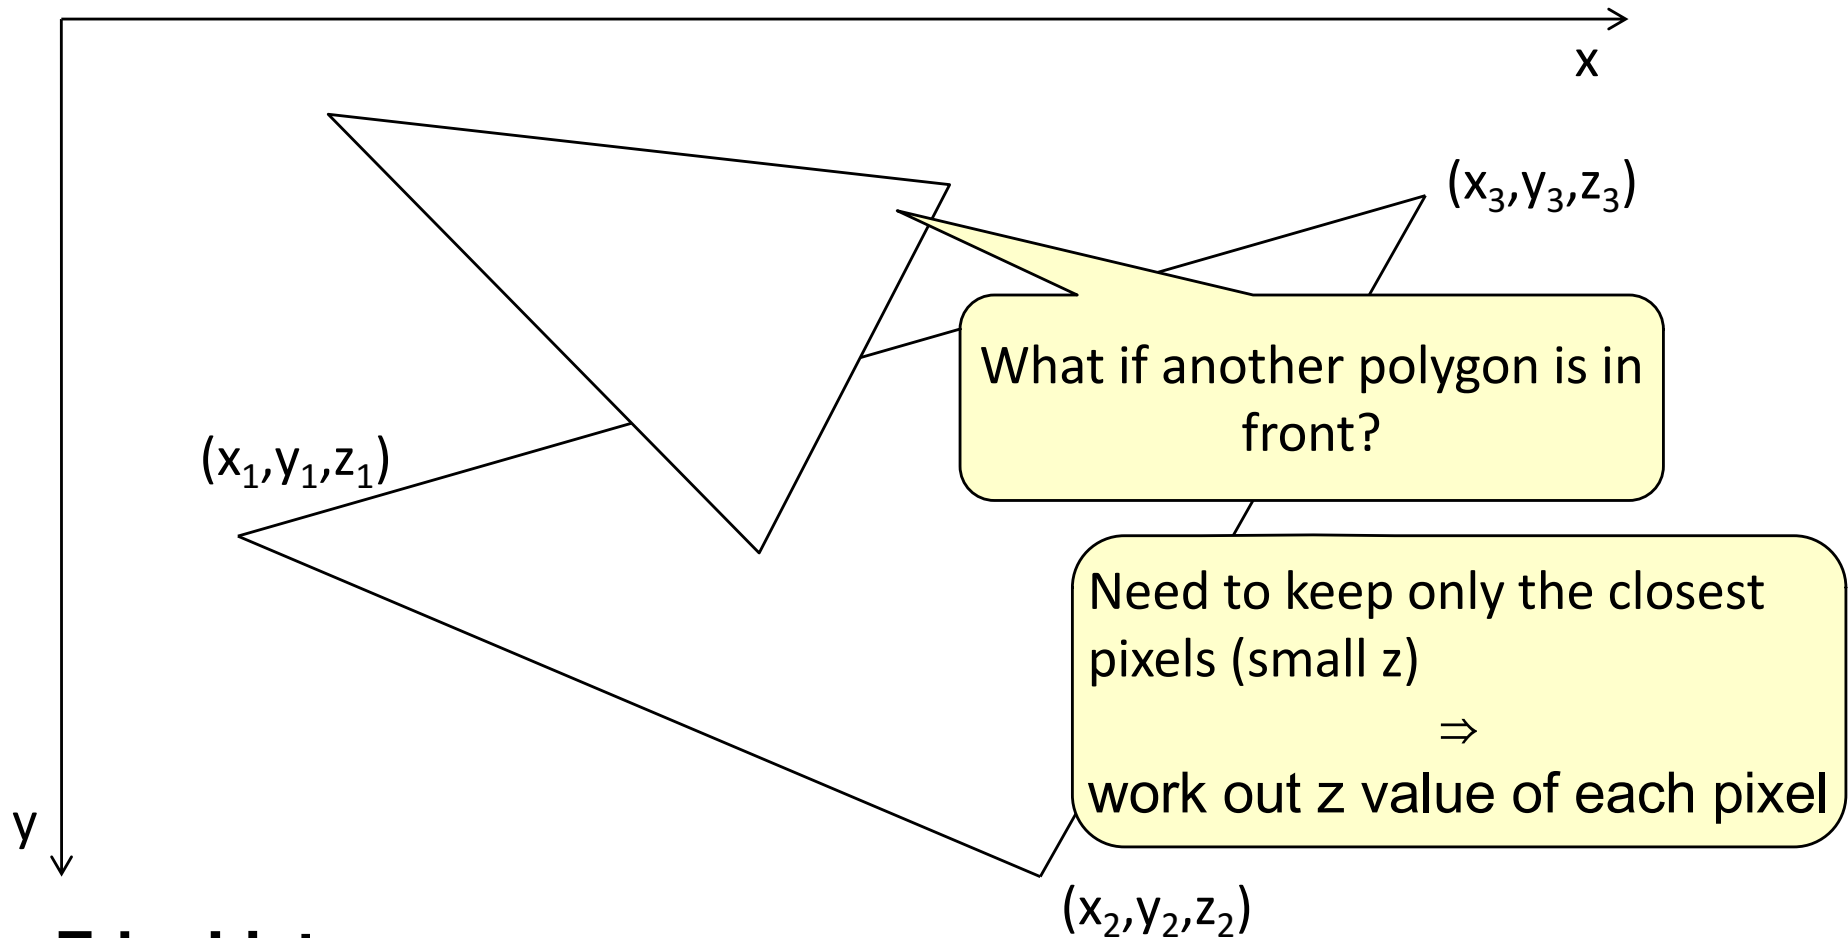 x
(x₃,y₃,z₃)
What if another polygon is in
front?
(x₁,y₁,z₁)
Need to keep only the closest
pixels (small z)
⇒
work out z value of each pixel
y
(x₂,y₂,z₂)